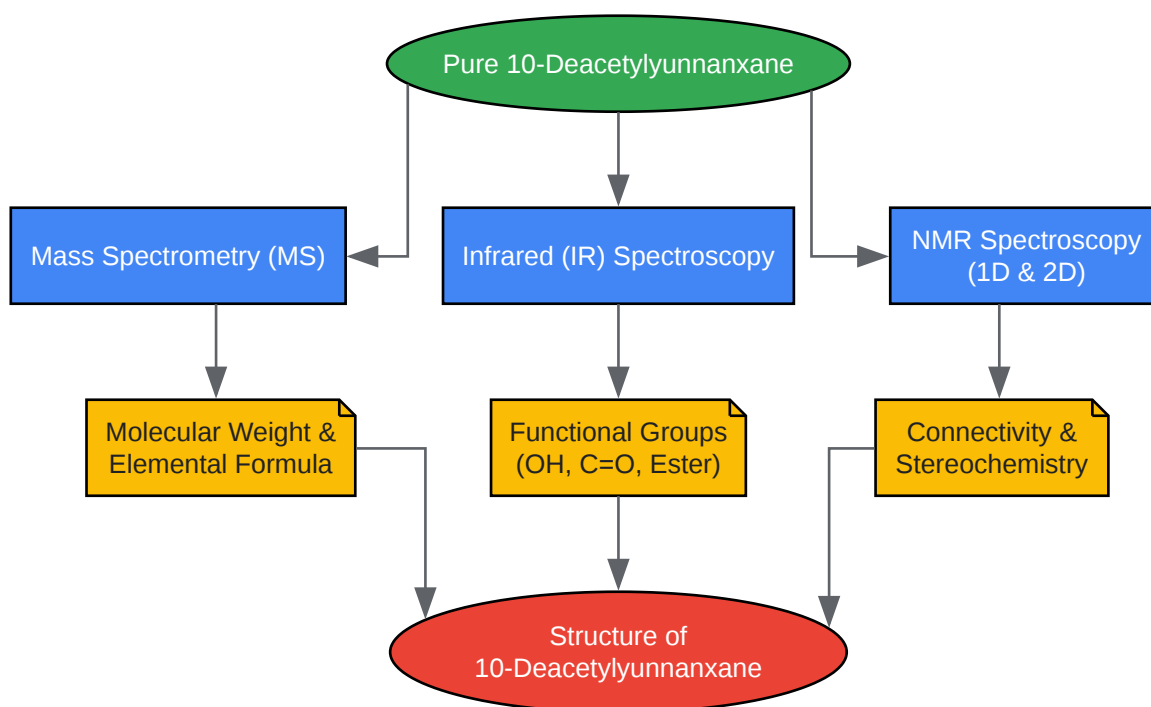 Pure 10-Deacetylyunnanxane
Mass Spectrometry (MS)
Infrared (IR) Spectroscopy
NMR Spectroscopy
(1D & 2D)
Molecular Weight &
Elemental Formula
Functional Groups
(OH, C=O, Ester)
Connectivity &
Stereochemistry
Structure of
10-Deacetylyunnanxane